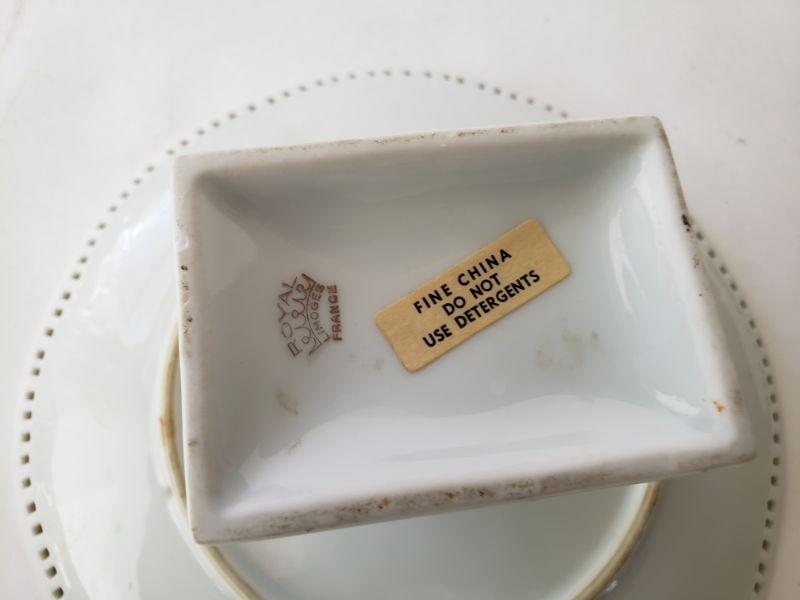 ROYAL
LIMOGES
FRANCE
FINE CHINA
DO NOT
USE DETERGENTS